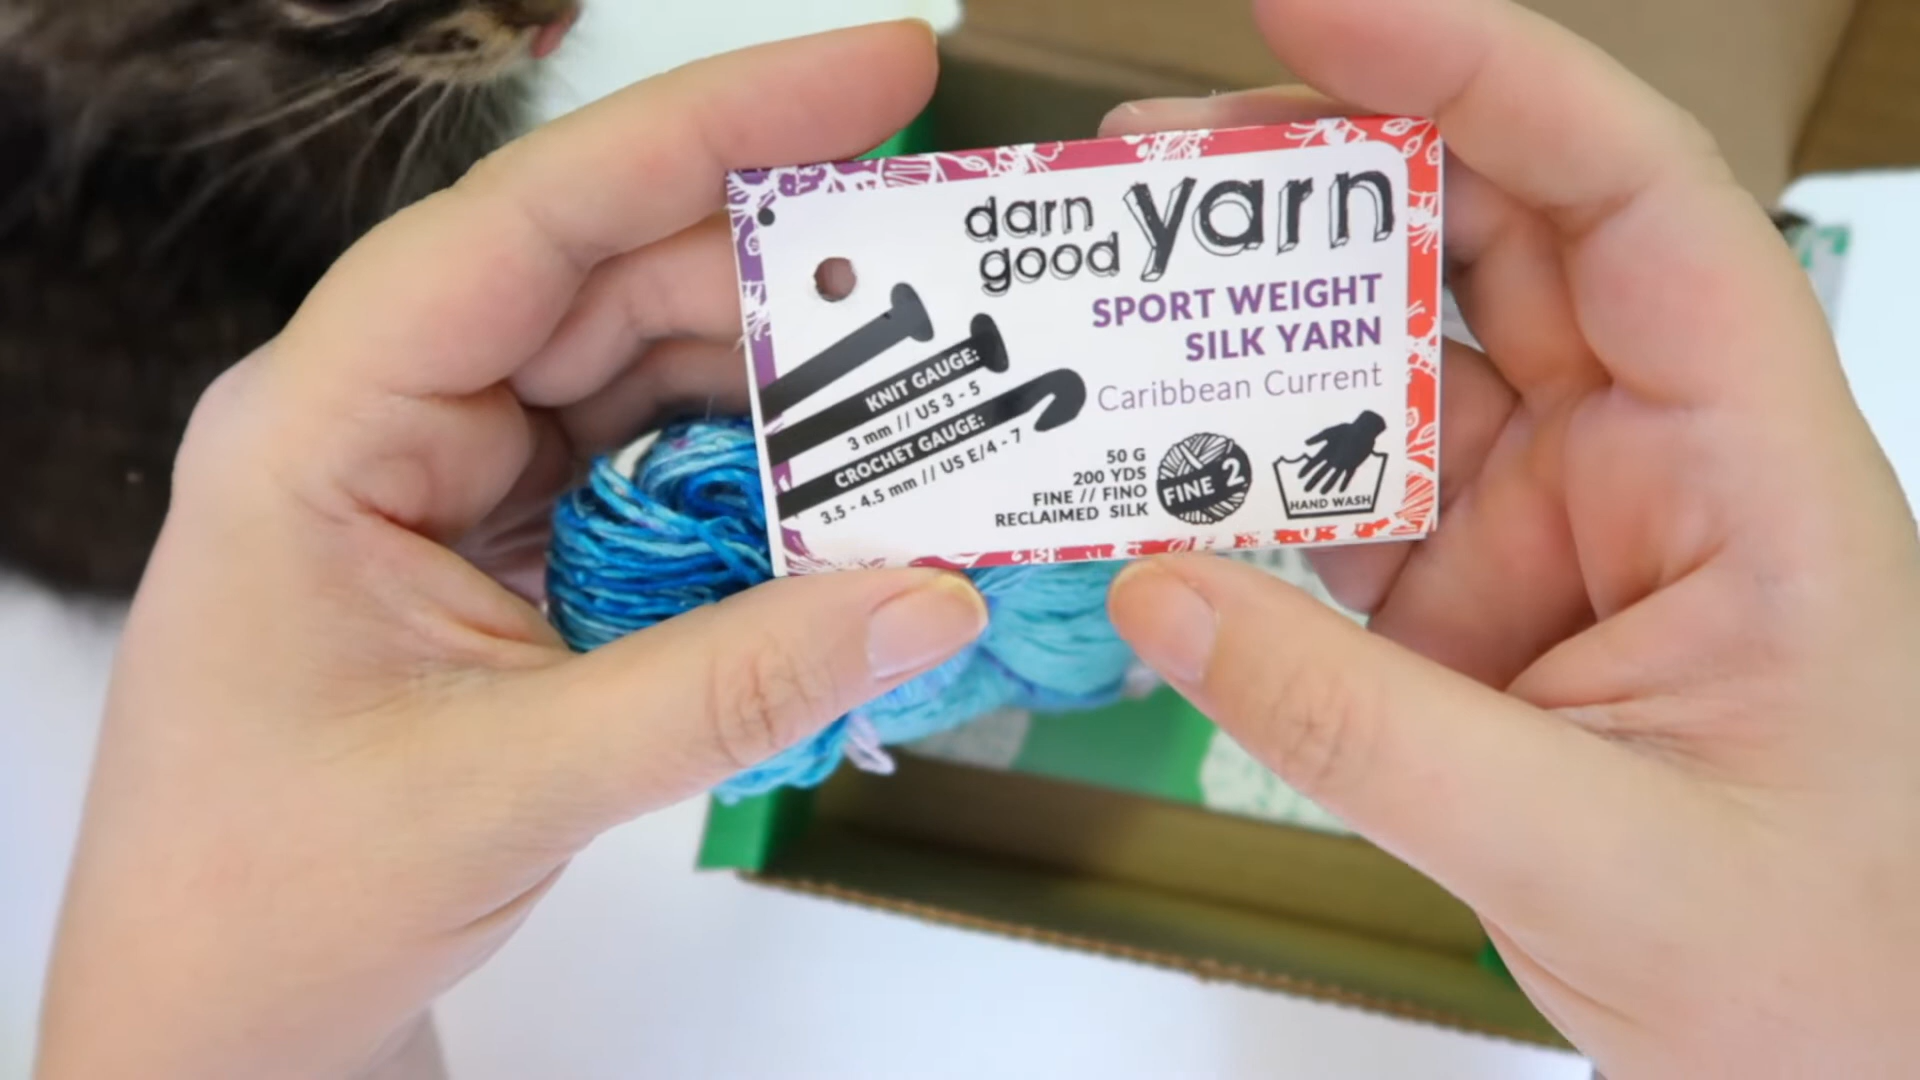 darn
good yarn
SPORT WEIGHT
SILK YARN
Caribbean Current
KNIT GAUGE:
3 mm // US 3 - 5
CROCHET GAUGE:
3.5 - 4.5 mm // US E/4 - 7
50 G
200 YDS
FINE // FINO
RECLAIMED SILK
FINE 2
HAND WASH